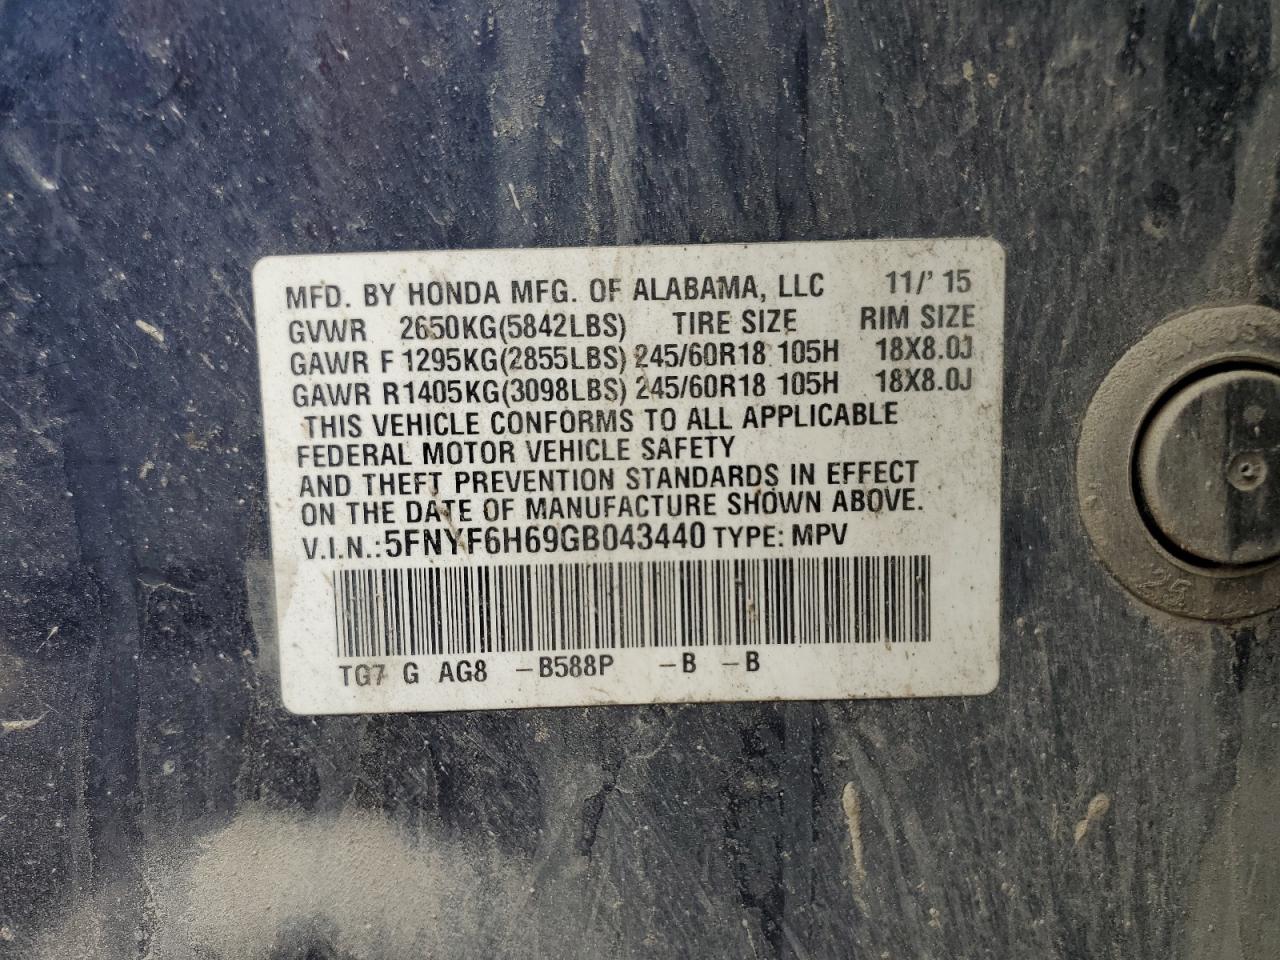 MFD. BY HONDA MFG. OF ALABAMA, LLC 11/' 15
GVWR 2650KG(5842LBS) TIRE SIZE RIM SIZE
GAWR F 1295KG(2855LBS) 245/60R18 105H 18X8.0J
GAWR R1405KG(3098LBS) 245/60R18 105H 18X8.0J
THIS VEHICLE CONFORMS TO ALL APPLICABLE
FEDERAL MOTOR VEHICLE SAFETY
AND THEFT PREVENTION STANDARDS IN EFFECT
ON THE DATE OF MANUFACTURE SHOWN ABOVE.
V.I.N.:5FNYF6H69GB043440 TYPE: MPV
TG7 G AG8 -B588P -B -B
25